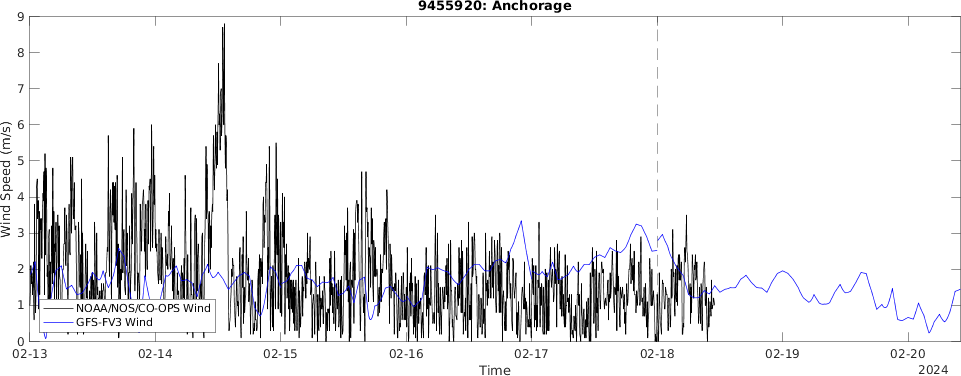 9455920: Anchorage
9
8
7
6
5
4
3
2
1
0
Wind Speed (m/s)
NOAA/NOS/CO-OPS Wind
GFS-FV3 Wind
02-13 02-14 02-15 02-16 02-17 02-18 02-19 02-20
Time
2024